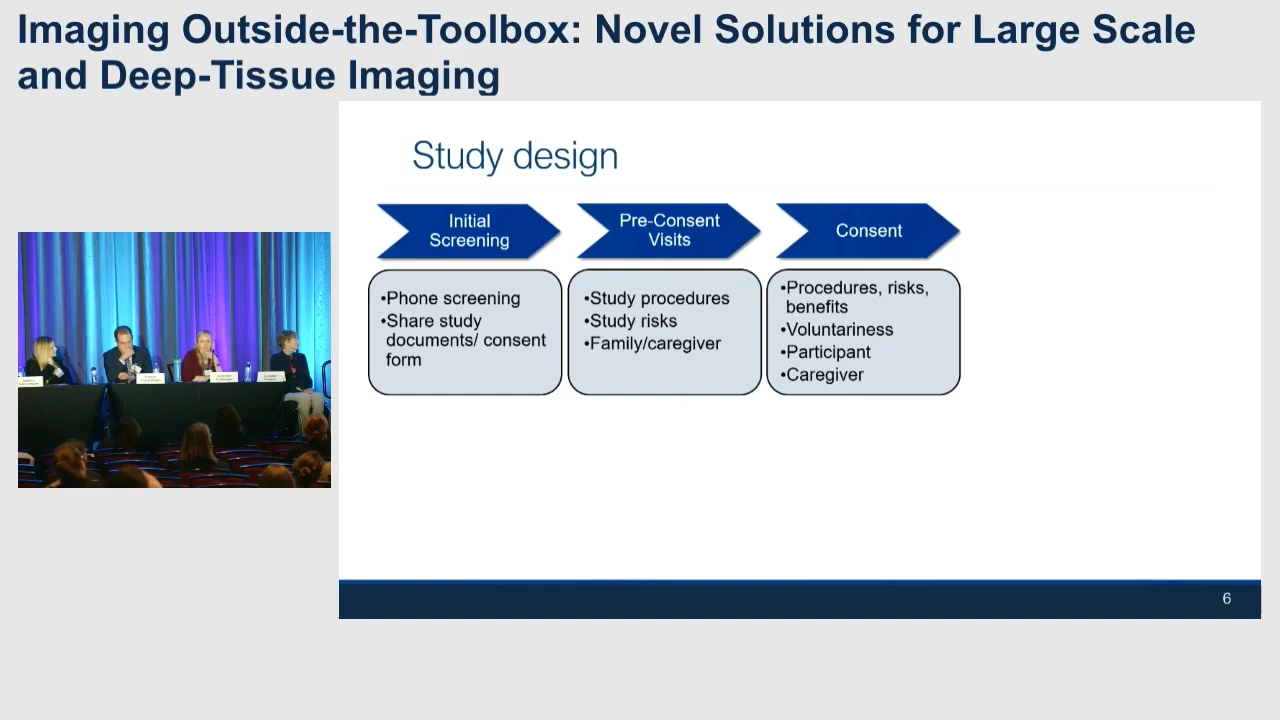 Imaging Outside-the-Toolbox: Novel Solutions for Large Scale
and Deep-Tissue Imaging
Study design
Initial
Screening
Pre-Consent
Visits
Consent
•Phone screening
•Share study
documents/ consent
form
•Study procedures
•Study risks
•Family/caregiver
•Procedures, risks,
benefits
•Voluntariness
•Participant
•Caregiver
6